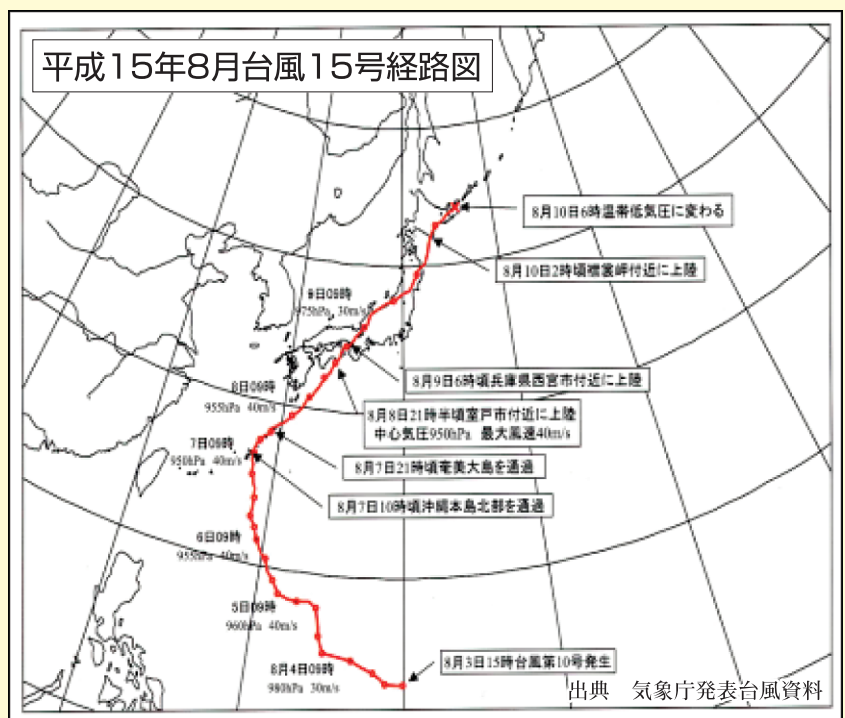 平成15年8月台風15号経路図
8月10日6時温帯低気圧に変わる
8月10日2時頃襟裳岬付近に上陸
9日09時
975hPa 30m/s
8月9日6時頃兵庫県西宮市付近に上陸
8日09時
955hPa 40m/s
8月8日21時半頃室戸市付近に上陸
中心気圧950hPa 最大風速40m/s
7日09時
950hPa 40m/s
8月7日21時頃奄美大島を通過
8月7日10時頃沖縄本島北部を通過
6日09時
955hPa 40m/s
5日09時
960hPa 40m/s
8月3日15時台風第10号発生
8月4日09時
980hPa 30m/s
出典 気象庁発表台風資料